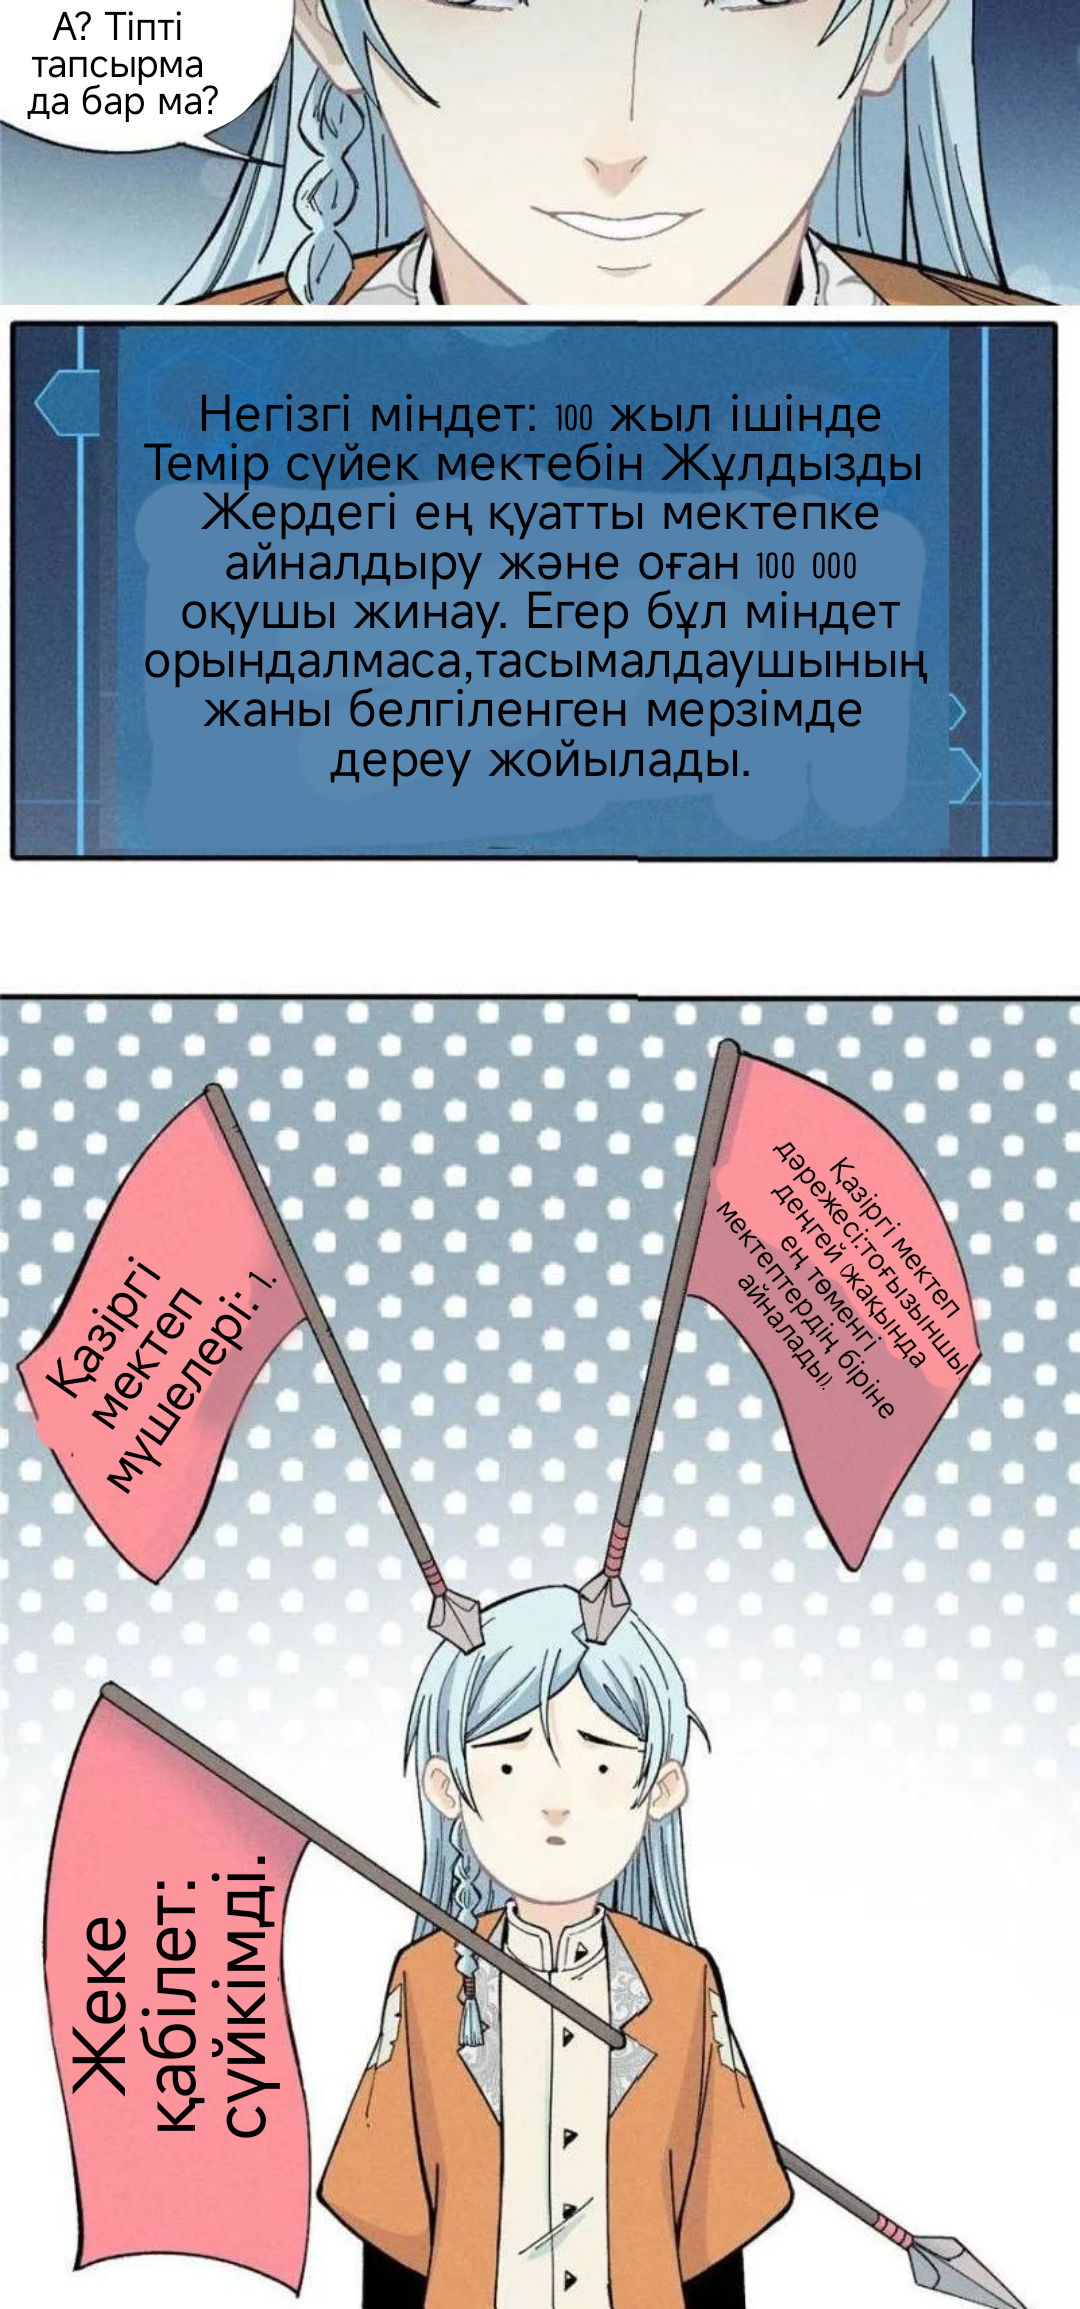 А? Тіпті
тапсырма
да бар ма?
Негізгі міндет: 100 жыл ішінде
Темір сүйек мектебін Жұлдызды
Жердегі ең қуатты мектепке
айналдыру және оған 100 000
оқушы жинау. Егер бұл міндет
орындалмаса,тасымалдаушының
жаны белгіленген мерзімде
дереу жойылады.
Қазіргі
мектеп
мүшелері: 1.
Қазіргі мектеп
дәрежесі:тоғызыншы
деңгей (жақында
ең төменгі
мектептердің біріне
айналады).
Жеке
қабілет:
сүйкімді.